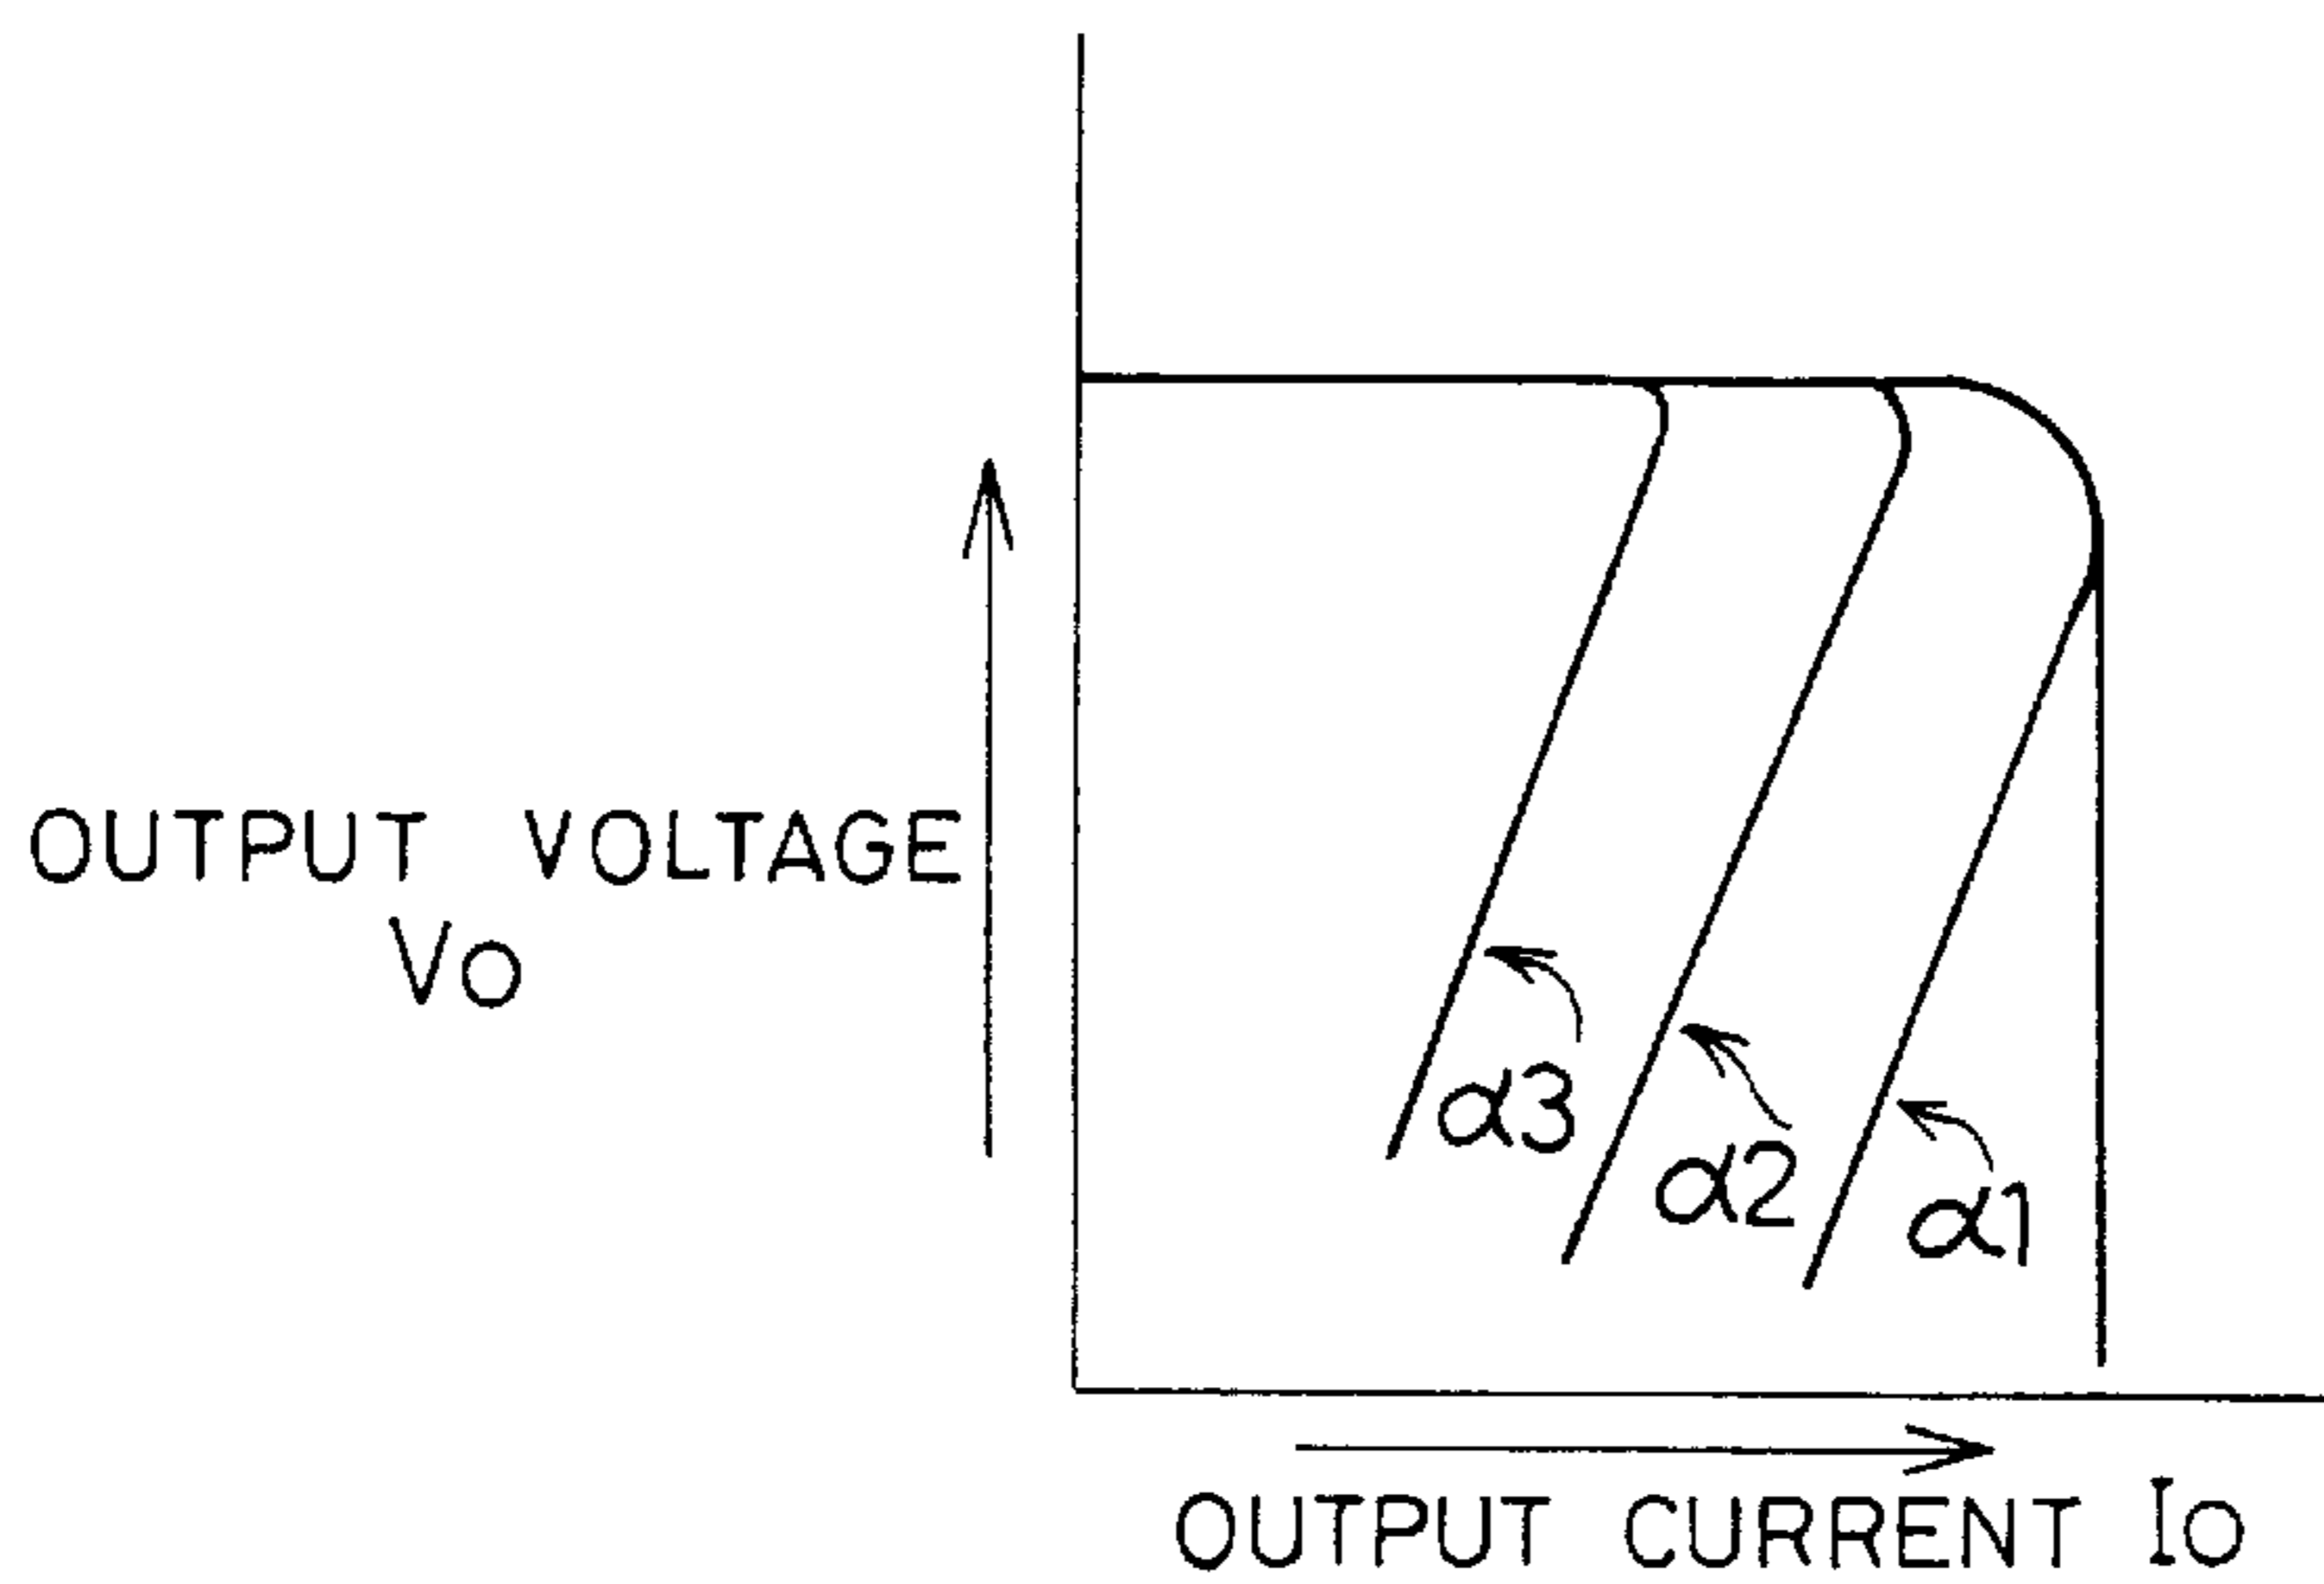 OUTPUT VOLTAGE
Vo
α3
α2
α1
OUTPUT CURRENT Io